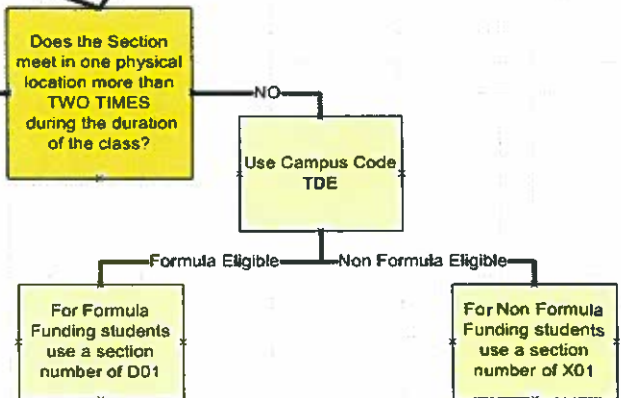 Does the Section
meet in one physical
location more than
TWO TIMES
during the duration
of the class?
NO
Use Campus Code
TDE
Formula Eligible
Non Formula Eligible
For Formula
Funding students
use a section
number of D01
For Non Formula
Funding students
use a section
number of X01